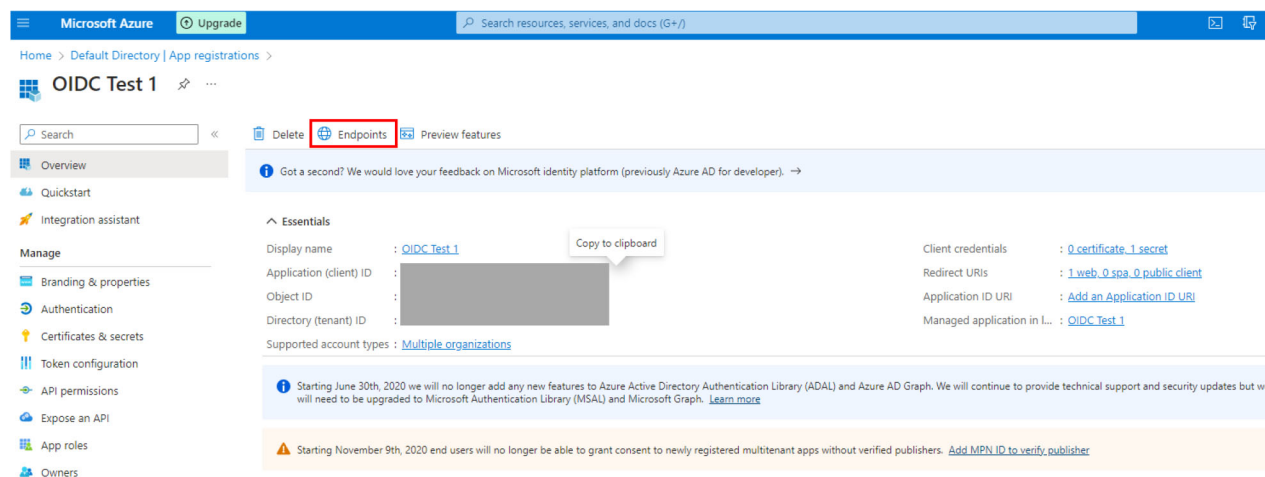 Microsoft Azure Upgrade Search resources, services, and docs (G+/)
Home > Default Directory | App registrations >
OIDC Test 1 ...
Search «
Delete Endpoints Preview features
Overview
Got a second? We would love your feedback on Microsoft identity platform (previously Azure AD for developer). →
Quickstart
Integration assistant
Essentials
Manage
Copy to clipboard
Display name : OIDC Test 1
Client credentials : 0 certificate, 1 secret
Application (client) ID :
Redirect URIs : 1 web, 0 spa, 0 public client
Branding & properties
Object ID :
Application ID URI : Add an Application ID URI
Authentication
Directory (tenant) ID :
Managed application in l... : OIDC Test 1
Certificates & secrets
Supported account types : Multiple organizations
Token configuration
Starting June 30th, 2020 we will no longer add any new features to Azure Active Directory Authentication Library (ADAL) and Azure AD Graph. We will continue to provide technical support and security updates but w
will need to be upgraded to Microsoft Authentication Library (MSAL) and Microsoft Graph. Learn more
API permissions
Expose an API
App roles
Starting November 9th, 2020 end users will no longer be able to grant consent to newly registered multitenant apps without verified publishers. Add MPN ID to verify publisher
Owners